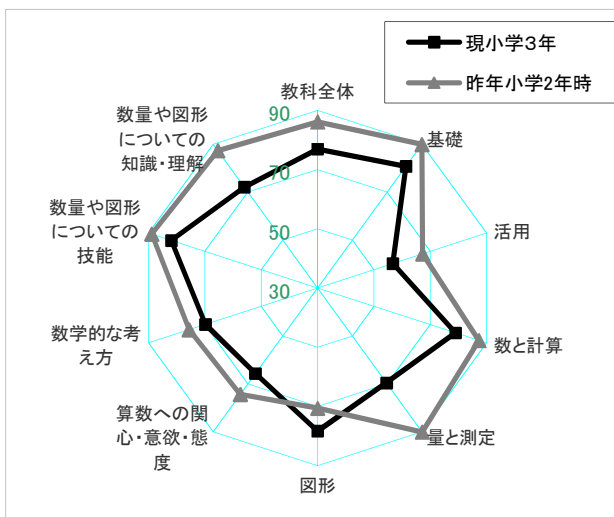 現小学3年
昨年小学2年時
教科全体
基礎
活用
数と計算
量と測定
図形
算数への関
心・意欲・態
度
数学的な考
え方
数量や図形
についての
技能
数量や図形
についての
知識・理解
90
70
50
30